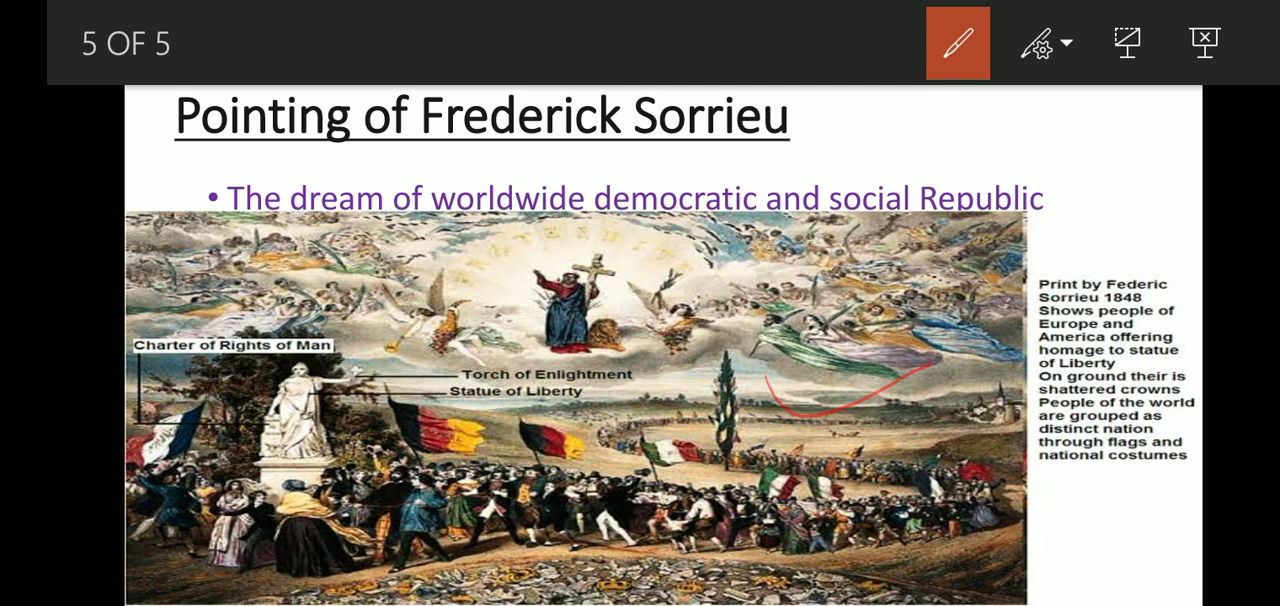 5 OF 5
Pointing of Frederick Sorrieu
• The dream of worldwide democratic and social Republic
Charter of Rights of Man
Torch of Enlightment
Statue of Liberty
Print by Federic
Sorrieu 1848
Shows people of
Europe and
America offering
homage to statue
of Liberty
On ground their is
shattered crowns
People of the world
are grouped as
distinct nation
through flags and
national costumes